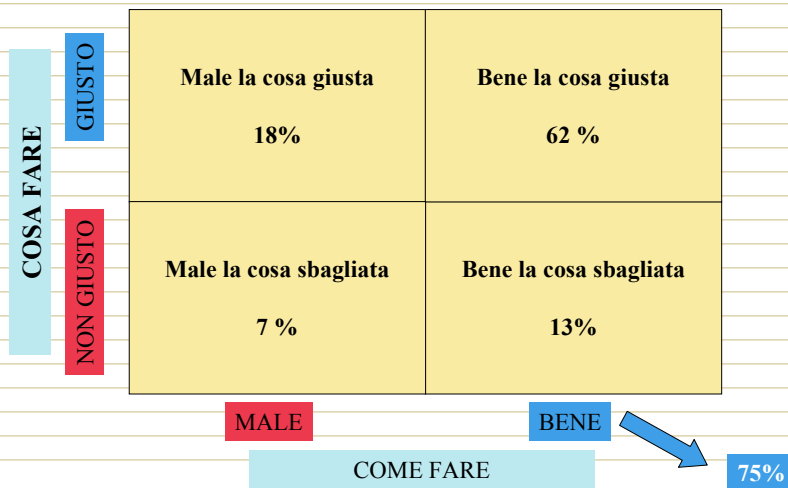 COSA FARE
GIUSTO
NON GIUSTO
Male la cosa giusta
18%
Bene la cosa giusta
62 %
Male la cosa sbagliata
7 %
Bene la cosa sbagliata
13%
MALE
BENE
COME FARE
75%